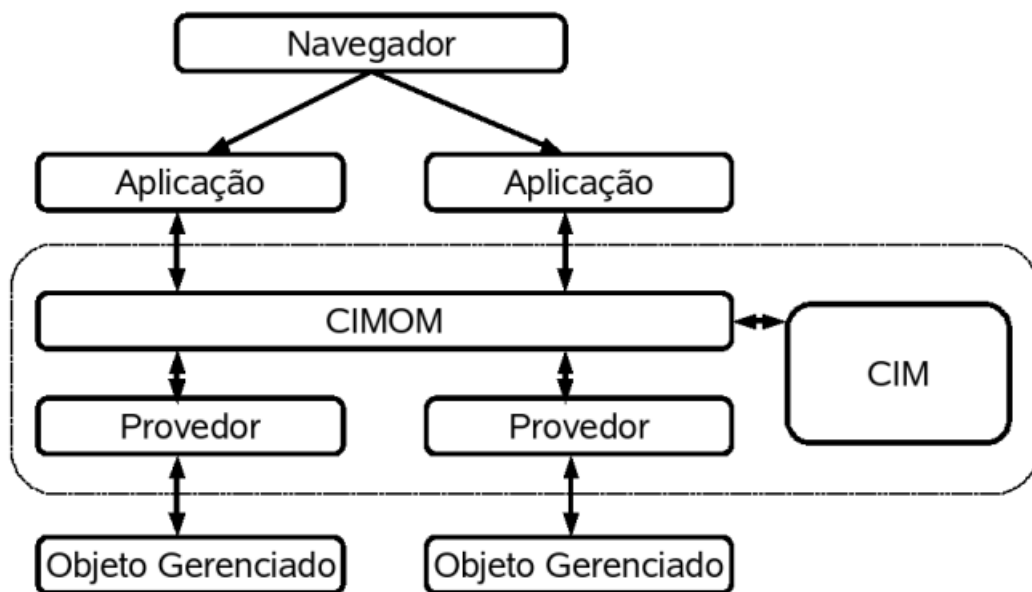 Navegador
Aplicação
Aplicação
CIMOM
CIM
Provedor
Provedor
Objeto Gerenciado
Objeto Gerenciado